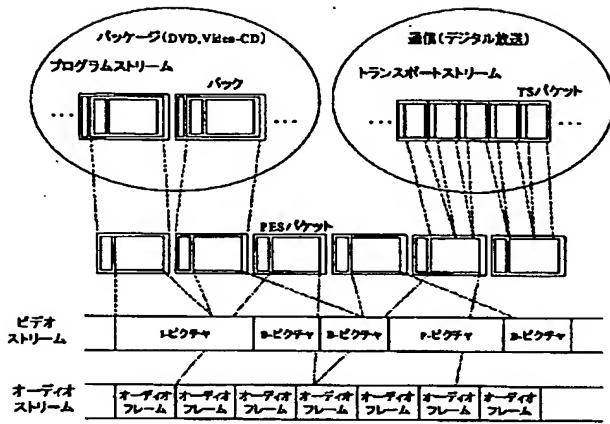 パッケージ(DVD,Video-CD)
プログラムストリーム
パック
通信(デジタル放送)
トランスポートストリーム
TSパケット
... ... ... ...
PESパケット
ビデオ
ストリーム
I-ピクチャ B-ピクチャ B-ピクチャ P-ピクチャ B-ピクチャ
オーディオ
ストリーム
オーディオ オーディオ オーディオ オーディオ オーディオ オーディオ オーディオ
フレーム フレーム フレーム フレーム フレーム フレーム フレーム